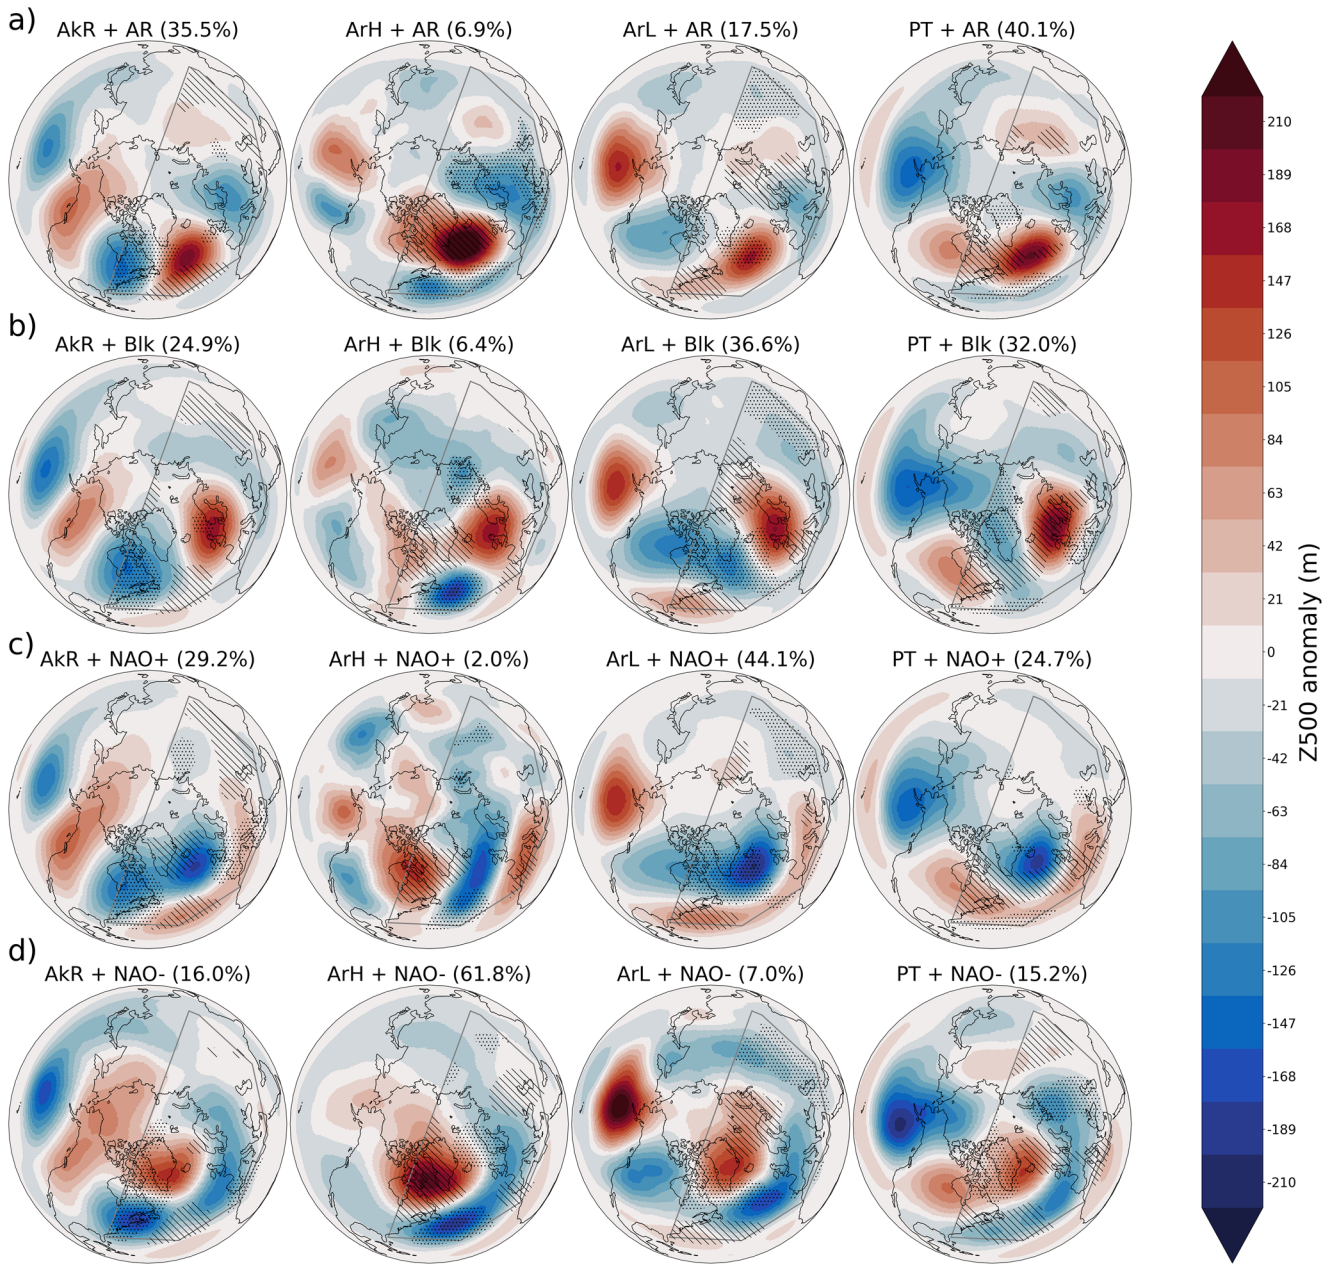 a)
AkR + AR (35.5%)
ArH + AR (6.9%)
ArL + AR (17.5%)
PT + AR (40.1%)
b)
AkR + Blk (24.9%)
ArH + Blk (6.4%)
ArL + Blk (36.6%)
PT + Blk (32.0%)
c)
AkR + NAO+ (29.2%)
ArH + NAO+ (2.0%)
ArL + NAO+ (44.1%)
PT + NAO+ (24.7%)
d)
AkR + NAO- (16.0%)
ArH + NAO- (61.8%)
ArL + NAO- (7.0%)
PT + NAO- (15.2%)
210
189
168
147
126
105
84
63
42
21
0
-21
-42
-63
-84
-105
-126
-147
-168
-189
-210
Z500 anomaly (m)